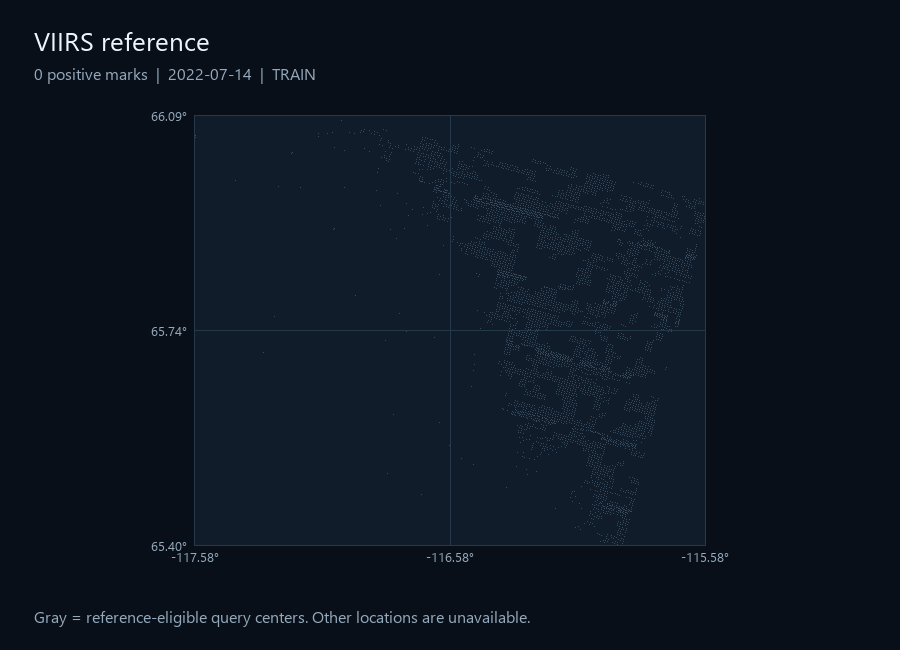 VIIRS reference
0 positive marks | 2022-07-14 | TRAIN
66.09°
65.74°
65.40°
-117.58°
-116.58°
-115.58°
Gray = reference-eligible query centers. Other locations are unavailable.